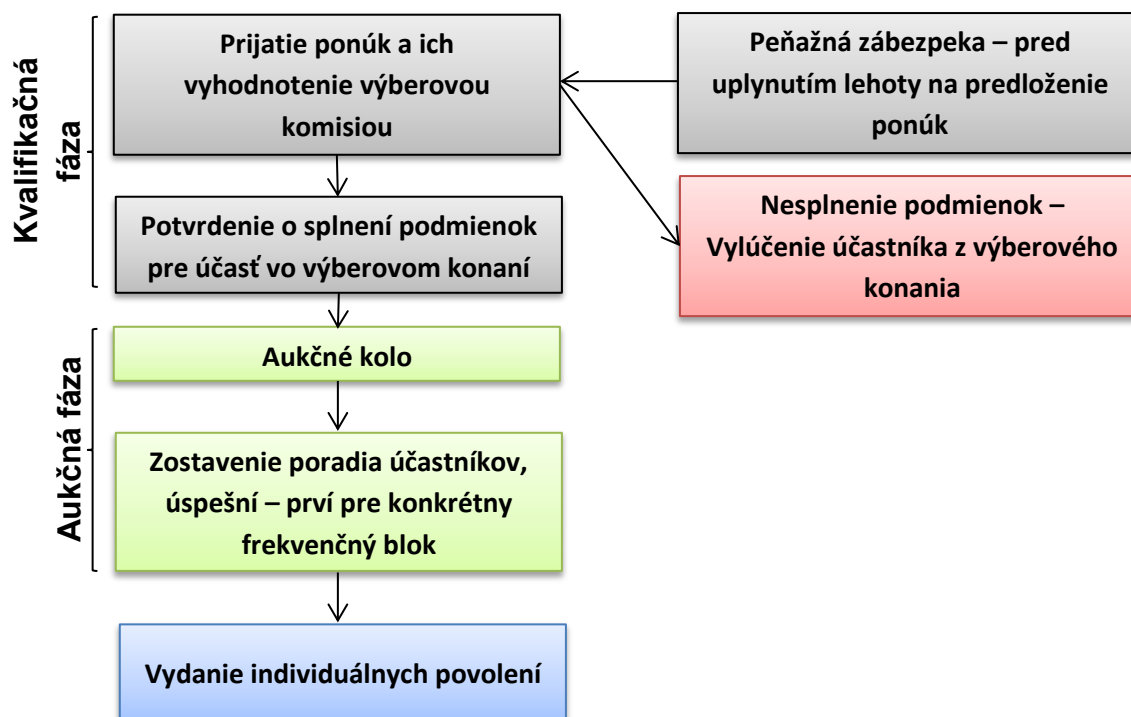 Kvalifikačná
fáza
Prijatie ponúk a ich
vyhodnotenie výberovou
komisiou
Peňažná zábezpeka – pred
uplynutím lehoty na predloženie
ponúk
Potvrdenie o splnení podmienok
pre účasť vo výberovom konaní
Nesplnenie podmienok –
Vylúčenie účastníka z výberového
konania
Aukčná fáza
Aukčné kolo
Zostavenie poradia účastníkov,
úspešní – prví pre konkrétny
frekvenčný blok
Vydanie individuálnych povolení